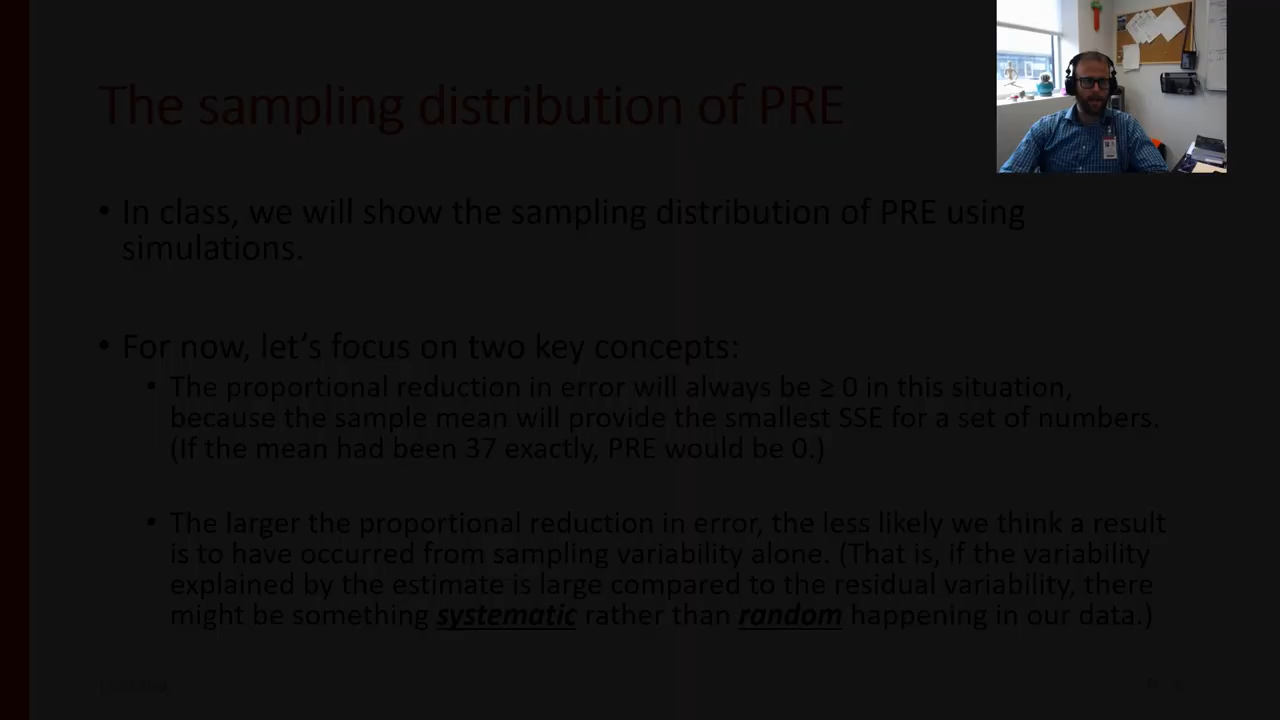 The sampling distribution of PRE
• In class, we will show the sampling distribution of PRE using
simulations.
• For now, let's focus on two key concepts:
• The proportional reduction in error will always be ≥ 0 in this situation,
because the sample mean will provide the smallest SSE for a set of numbers.
(If the mean had been 37 exactly, PRE would be 0.)
• The larger the proportional reduction in error, the less likely we think a result
is to have occurred from sampling variability alone. (That is, if the variability
explained by the estimate is large compared to the residual variability, there
might be something systematic rather than random happening in our data.)